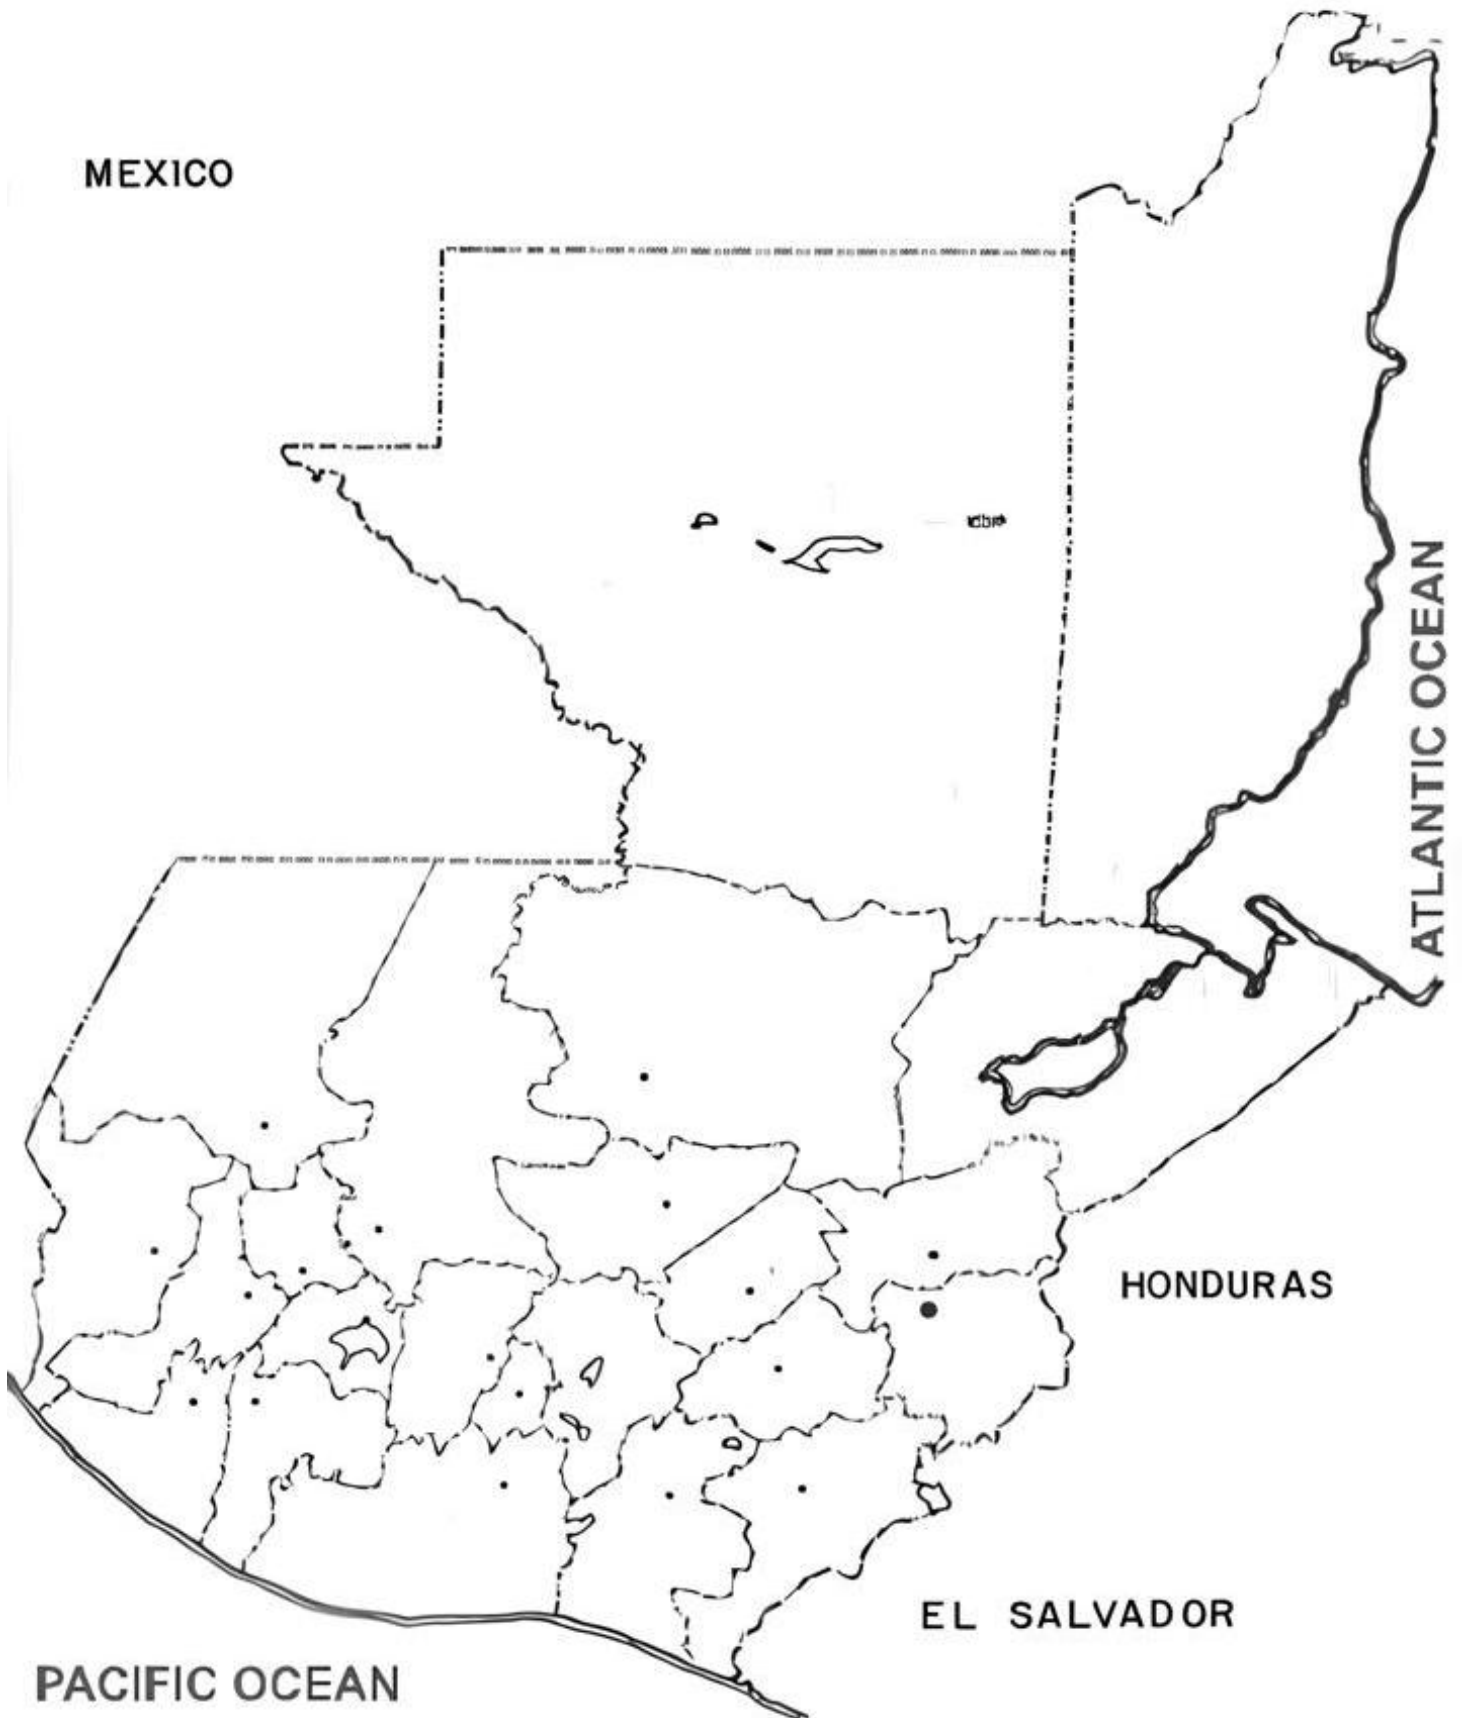 MEXICO
ATLANTIC OCEAN
HONDURAS
EL SALVADOR
PACIFIC OCEAN